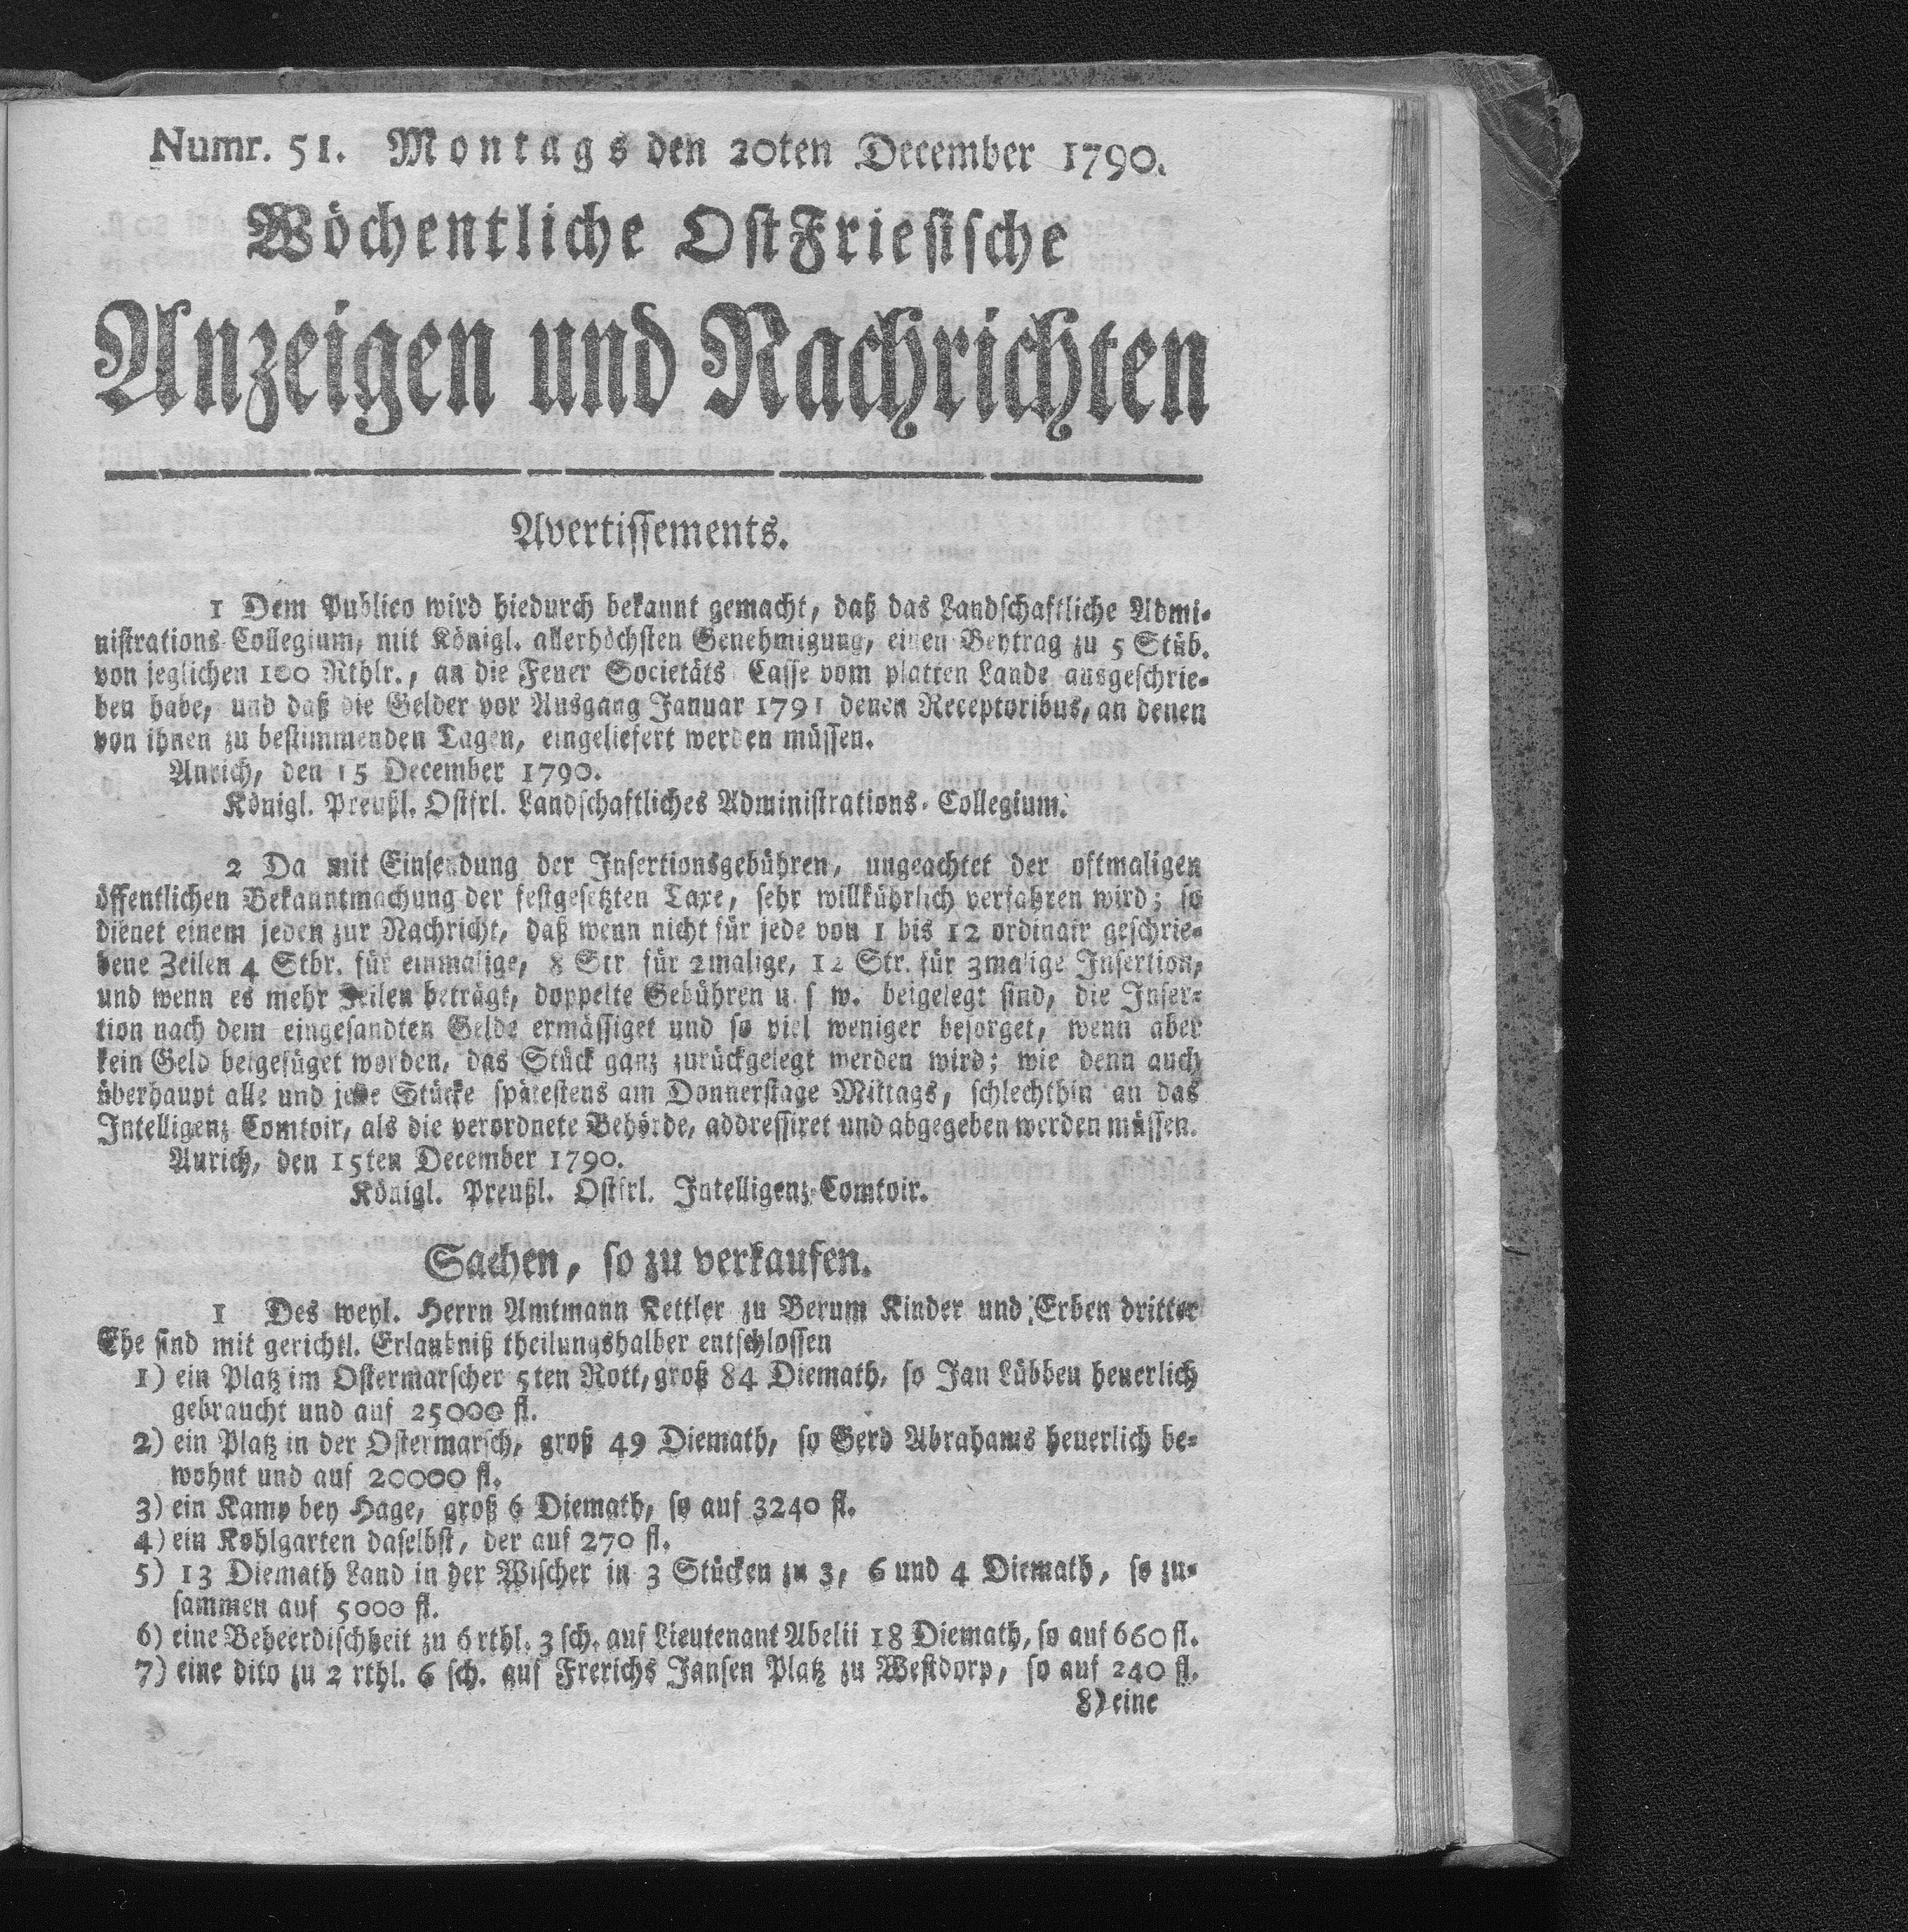 Numr. 51. Montags den 20ten December 1790.
Wöchentliche OstFriesische
Anzeigen und Nachrichten
Avertissements.
1 Dem Publico wird hiedurch bekannt gemacht, daß das Landschaftliche Admi-
nistrations Collegium, mit Königl. allerhöchsten Genehmigung, einen Beytrag zu 5 Stüb.
von jeglichen 100 Rthlr., an die Feuer Societäts Casse vom platten Lande ausgeschrie-
ben habe, und daß die Gelder vor Ausgang Januar 1791 denen Receptoribus, an denen
von ihnen zu bestimmenden Tagen, eingeliefert werden müssen.
Aurich, den 15 December 1790.
Königl. Preußl. Ostfrl. Landschaftliches Administrations-Collegium.
2 Da mit Einsendung der Insertionsgebühren, ungeachtet der oftmaligen
öffentlichen Bekanntmachung der festgesetzten Taxe, sehr willkührlich verfahren wird; so
dienet einem jeden zur Nachricht, daß wenn nicht für jede von 1 bis 12 ordinair geschrie-
bene Zeilen 4 Stbr. für einmalige, 8 Str für 2malige, 12 Str. für 3malige Insertion,
und wenn es mehr Zeilen beträgt, doppelte Gebühren u. s w. beigelegt sind, die Inser-
tion nach dem eingesandten Gelde ermässiget und so viel weniger besorget, wenn aber
kein Geld beigefüget worden, das Stück ganz zurückgelegt werden wird; wie denn auch
überhaupt alle und jede Stücke spätestens am Donnerstage Mittags, schlechthin an das
Intelligenz Comtoir, als die verordnete Behörde, addressiret und abgegeben werden müssen.
Aurich, den 15ten December 1790.
Königl. Preußl. Ostfrl. Intelligenz-Comtoir.
Sachen, so zu verkaufen.
1 Des weyl. Herrn Amtmann Kettler zu Berum Kinder und Erben dritter
Ehe sind mit gerichtl. Erlaubniß theilungshalber entschlossen
1) ein Platz im Ostermarscher 5ten Rott, groß 84 Diemath, so Jan Lübben heuerlich
gebraucht und auf 25000 fl.
2) ein Platz in der Ostermarsch, groß 49 Diemath, so Gerd Abrahams heuerlich be-
wohnt und auf 20000 fl.
3) ein Kamp bey Hage, groß 6 Diemath, so auf 3240 fl.
4) ein Kohlgarten daselbst, der auf 270 fl.
5) 13 Diemath Land in der Wischer in 3 Stücken zu 3, 6 und 4 Diemath, so zu-
sammen auf 5000 fl.
6) eine Beheerdischheit zu 6 rthl. 3 sch. auf Lieutenant Abelii 18 Diemath, so auf 660 fl.
7) eine dito zu 2 rthl. 6 sch. auf Frerichs Jansen Platz zu Westdorp, so auf 240 fl.
8) eine